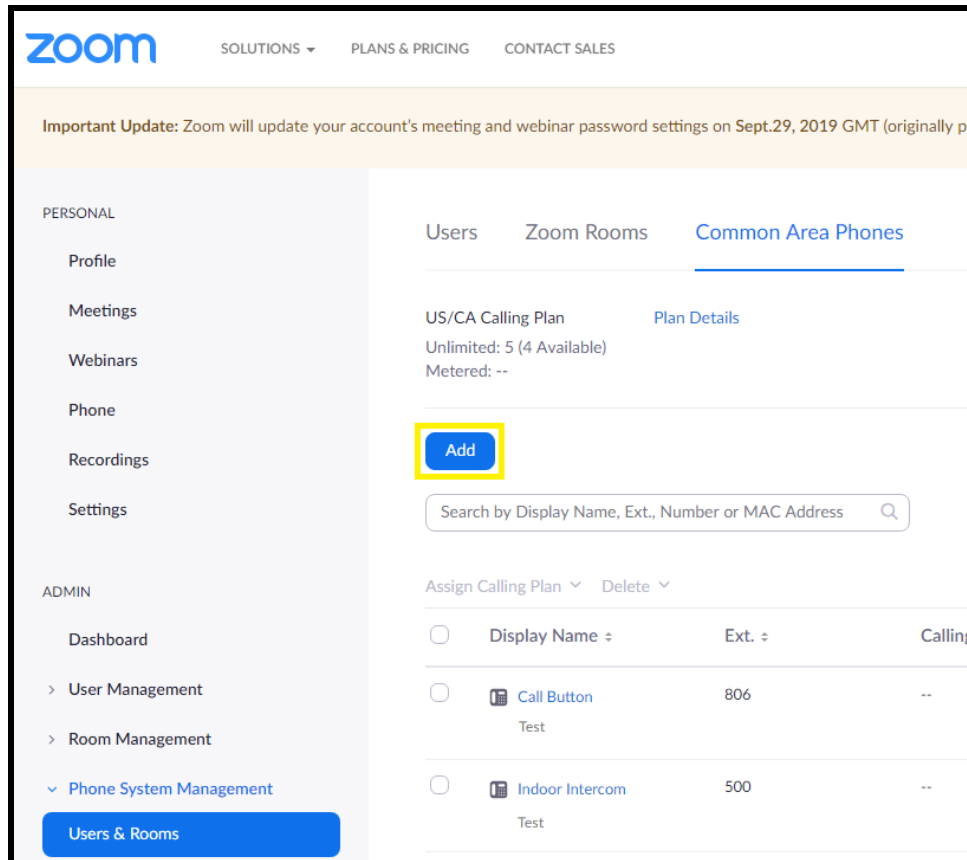 zoom SOLUTIONS PLANS & PRICING CONTACT SALES
Important Update: Zoom will update your account's meeting and webinar password settings on Sept.29, 2019 GMT (originally
PERSONAL
Profile
Meetings
Webinars
Phone
Recordings
Settings
ADMIN
Dashboard
User Management
Room Management
Phone System Management
Users & Rooms
Users Zoom Rooms Common Area Phones
US/CA Calling Plan Plan Details
Unlimited: 5 (4 Available)
Metered: --
Add
Search by Display Name, Ext., Number or MAC Address
Assign Calling Plan Delete
Display Name Ext. Calling
Call Button 806 --
Test
Indoor Intercom 500 --
Test